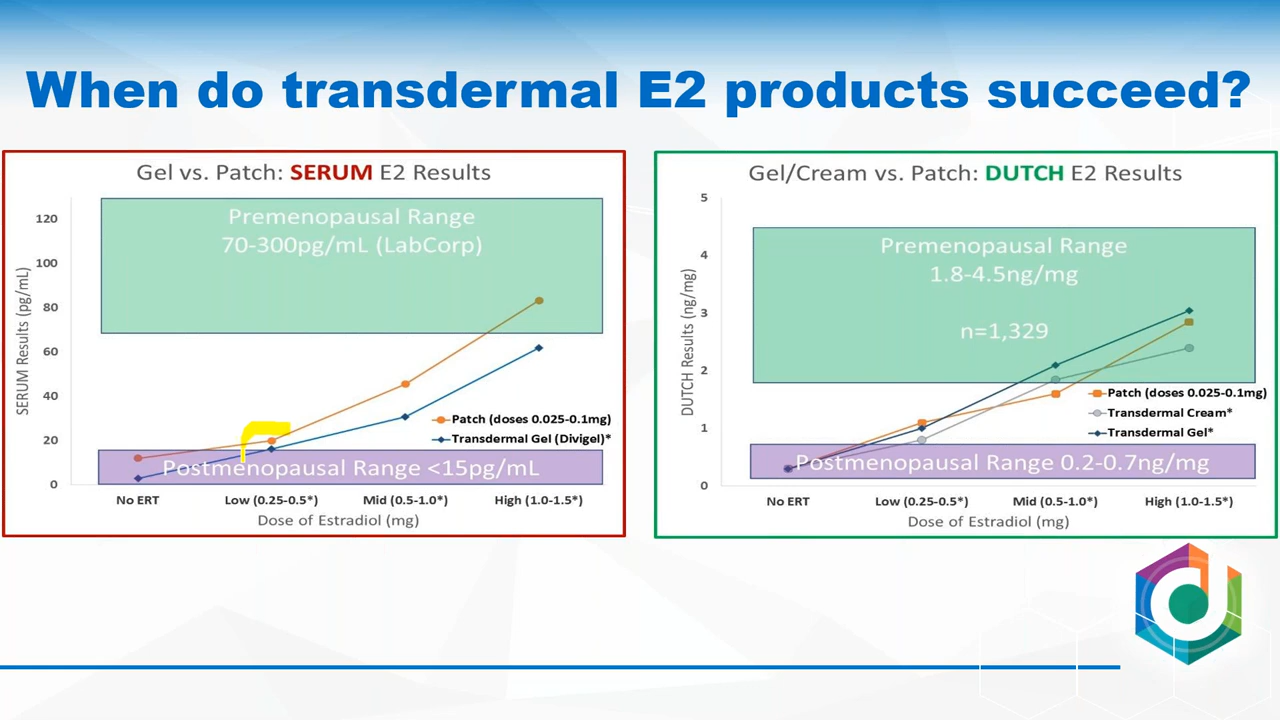 When do transdermal E2 products succeed?
Gel vs. Patch: SERUM E2 Results
Premenopausal Range
70-300pg/mL (LabCorp)
120
100
80
60
40
20
0
SERUM Results (pg/mL)
Patch (doses 0.025-0.1mg)
Transdermal Gel (Divigel)*
Postmenopausal Range <15pg/mL
No ERT
Low (0.25-0.5*)
Mid (0.5-1.0*)
High (1.0-1.5*)
Dose of Estradiol (mg)
Gel/Cream vs. Patch: DUTCH E2 Results
Premenopausal Range
1.8-4.5ng/mg
n=1,329
5
4
3
2
1
0
DUTCH Results (ng/mg)
Patch (doses 0.025-0.1mg)
Transdermal Cream*
Transdermal Gel*
Postmenopausal Range 0.2-0.7ng/mg
No ERT
Low (0.25-0.5*)
Mid (0.5-1.0*)
High (1.0-1.5*)
Dose of Estradiol (mg)